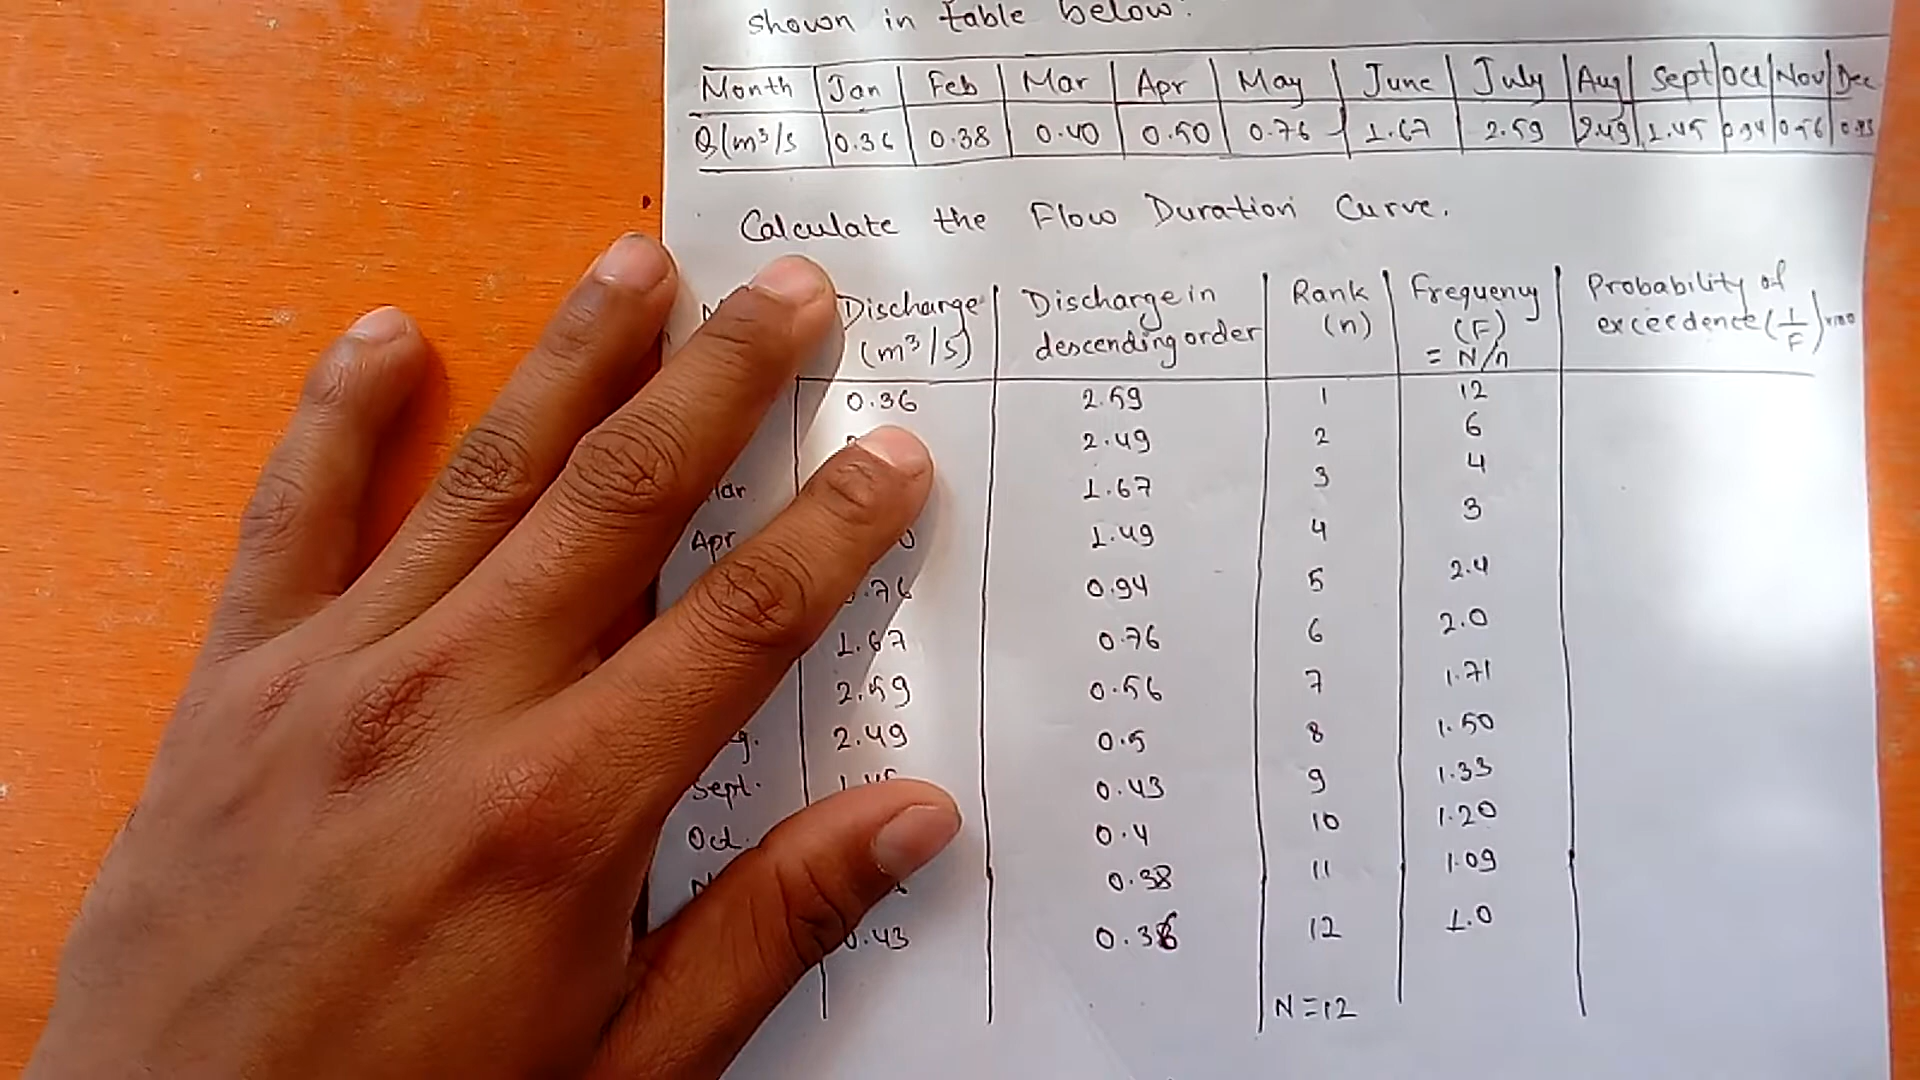 shown in table below.
Month Jan Feb Mar Apr May June July Aug Sept Oct Nov Dec
Q(m³/s 0.36 0.38 0.40 0.50 0.76 1.67 2.59 2.49 1.45 0.94 0.56
Calculate the Flow Duration Curve.
Discharge Discharge in Rank Frequency Probability of
(m³/s) descending order (n) (F) exceedence (1/F)×100
= N/n
0.36 2.59 1 12
2.49 2 6
Mar 1.67 3 4
Apr 1.49 4 3
0.94 5 2.4
1.67 0.76 6 2.0
2.59 0.56 7 1.71
2.49 0.5 8 1.50
Sept. 0.43 9 1.33
Oct. 0.4 10 1.20
0.38 11 1.09
0.43 0.36 12 1.0
N = 12